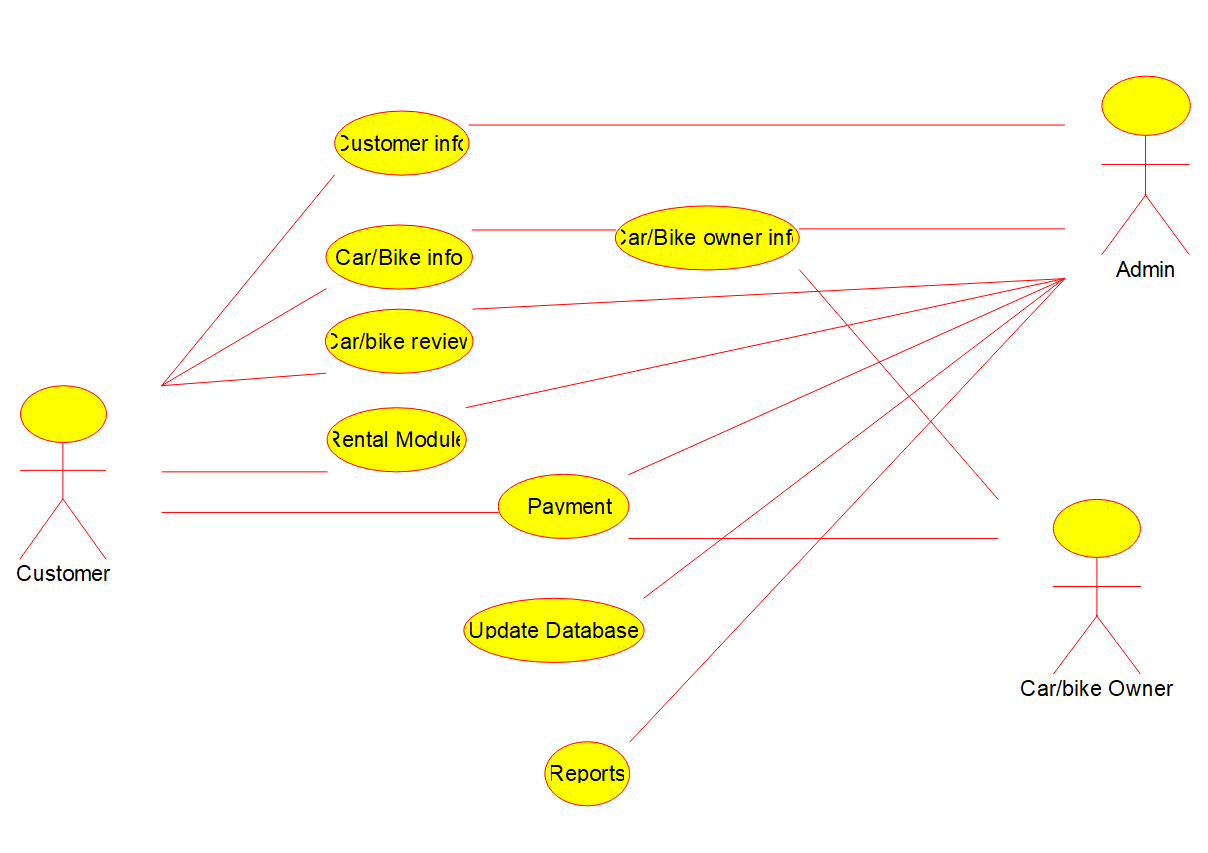 Customer info
Car/Bike owner info
Car/Bike info
Admin
Car/bike review
Rental Module
Payment
Customer
Update Database
Car/bike Owner
Reports